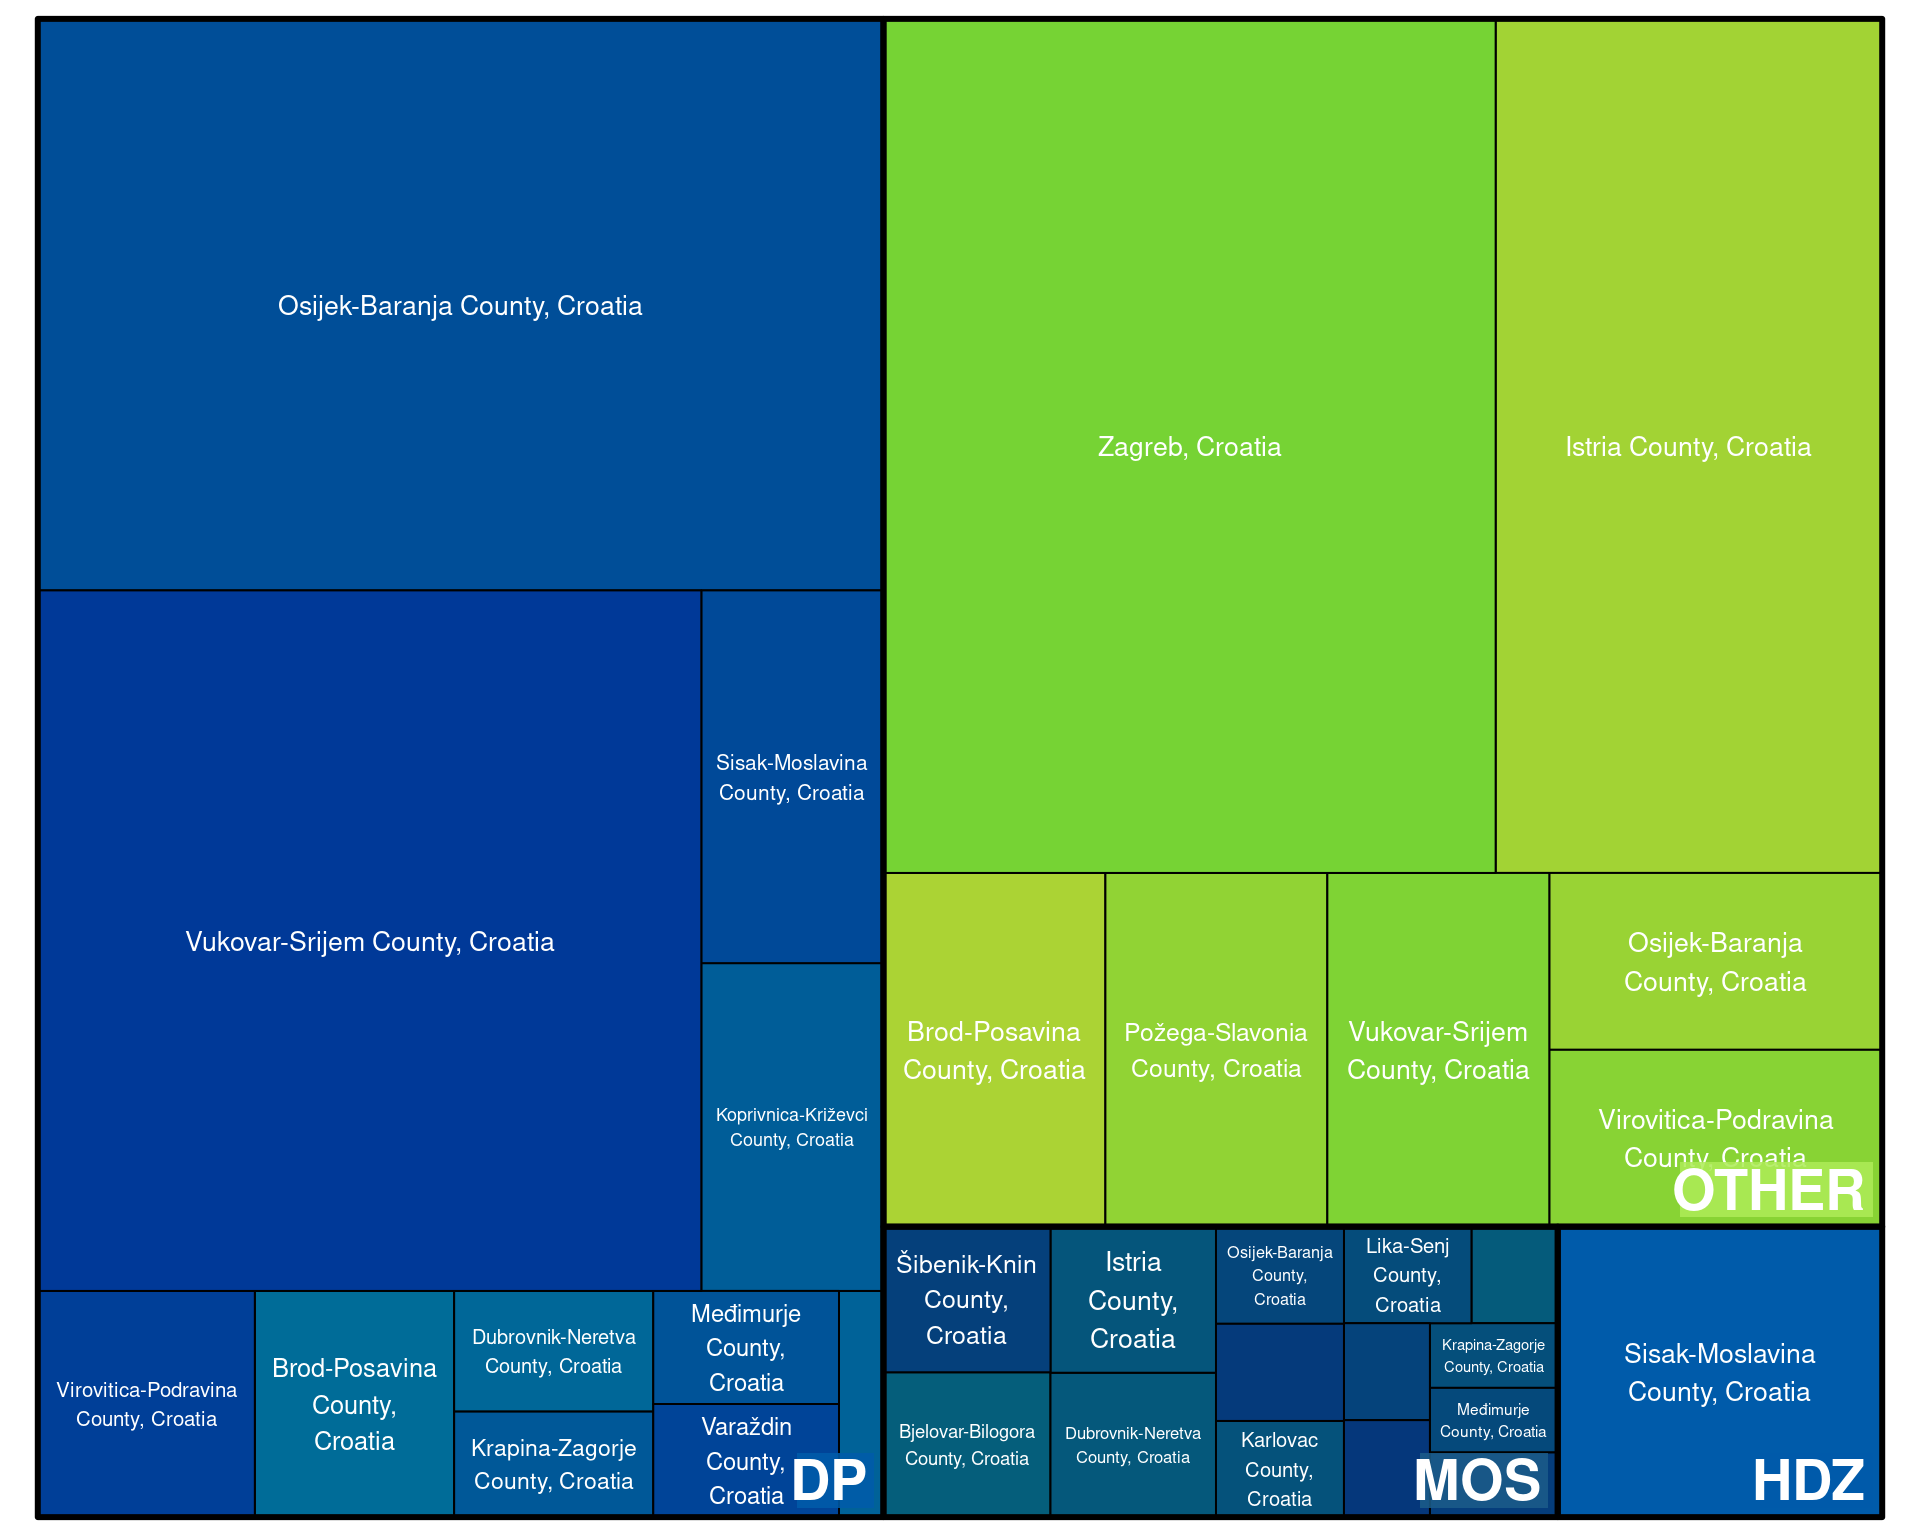 Osijek-Baranja County, Croatia
Vukovar-Srijem County, Croatia
Sisak-Moslavina
County, Croatia
Koprivnica-Križevci
County, Croatia
Virovitica-Podravina
County, Croatia
Brod-Posavina
County,
Croatia
Dubrovnik-Neretva
County, Croatia
Krapina-Zagorje
County, Croatia
Međimurje
County,
Croatia
Varaždin
County,
Croatia
DP
Zagreb, Croatia
Istria County, Croatia
Brod-Posavina
County, Croatia
Požega-Slavonia
County, Croatia
Vukovar-Srijem
County, Croatia
Osijek-Baranja
County, Croatia
Virovitica-Podravina
County, Croatia
OTHER
Šibenik-Knin
County,
Croatia
Istria
County,
Croatia
Bjelovar-Bilogora
County, Croatia
Dubrovnik-Neretva
County, Croatia
Osijek-Baranja
County,
Croatia
Karlovac
County,
Croatia
Lika-Senj
County,
Croatia
Krapina-Zagorje
County, Croatia
Međimurje
County, Croatia
MOS
Sisak-Moslavina
County, Croatia
HDZ